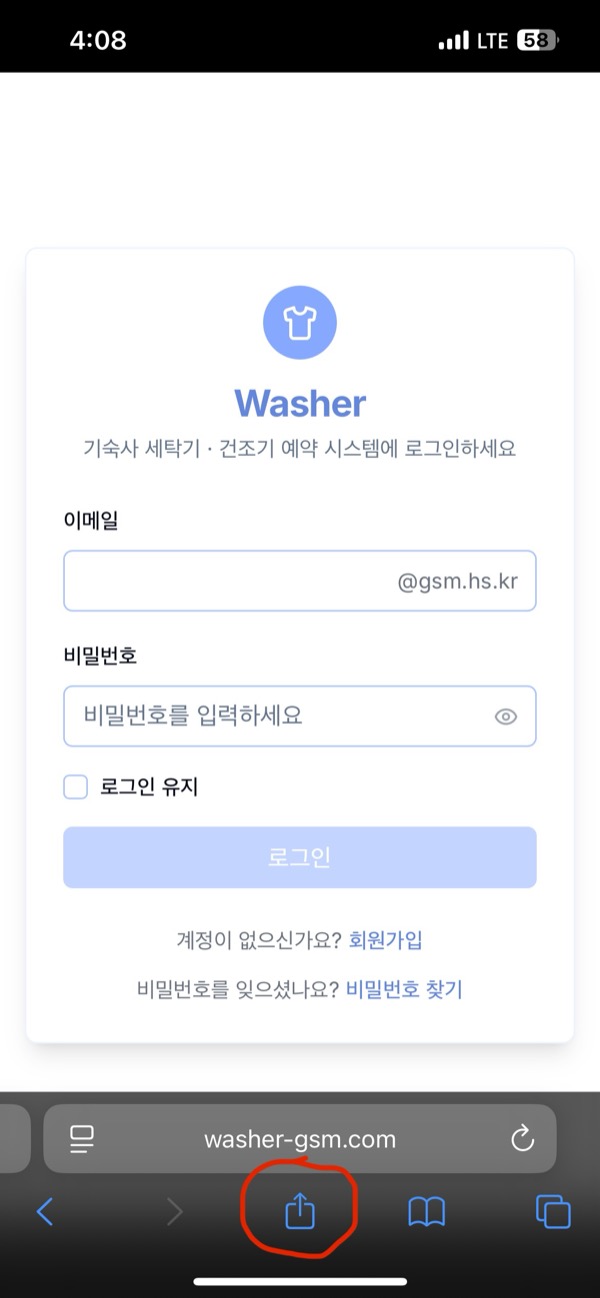 4:08
LTE 58
Washer
기숙사 세탁기 · 건조기 예약 시스템에 로그인하세요
이메일
@gsm.hs.kr
비밀번호
비밀번호를 입력하세요
로그인 유지
로그인
계정이 없으신가요? 회원가입
비밀번호를 잊으셨나요? 비밀번호 찾기
washer-gsm.com